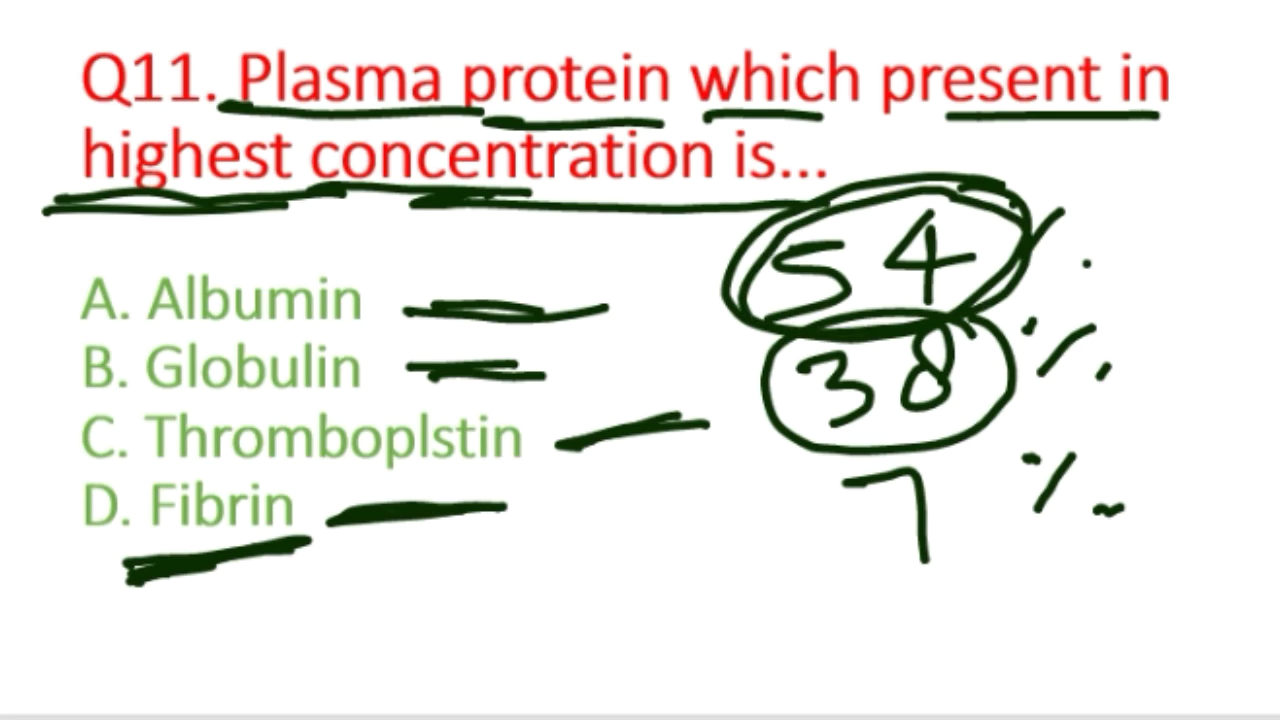 Q11. Plasma protein which present in
highest concentration is...
54 %.
A. Albumin
B. Globulin
38 %.
C. Thromboplstin
D. Fibrin
7 %.